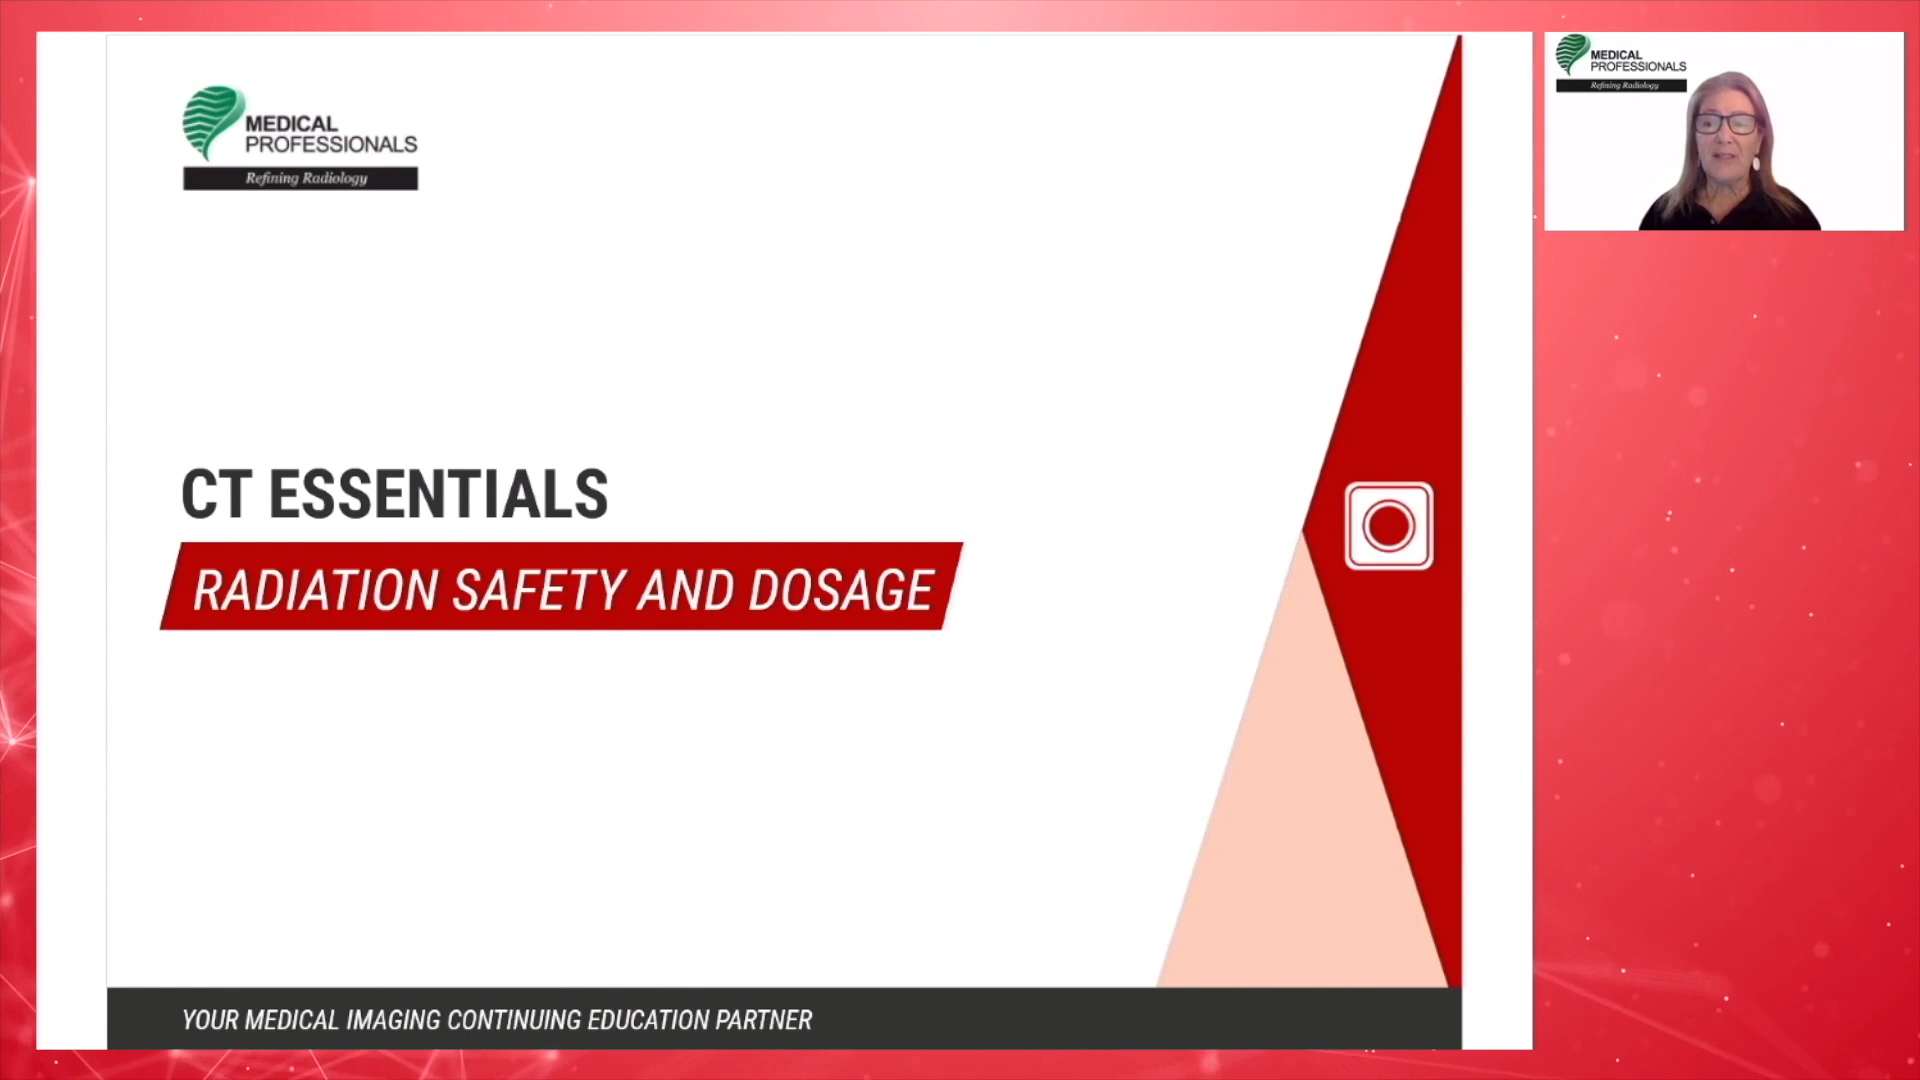 MEDICAL
PROFESSIONALS
Refining Radiology
CT ESSENTIALS
RADIATION SAFETY AND DOSAGE
YOUR MEDICAL IMAGING CONTINUING EDUCATION PARTNER
MEDICAL
PROFESSIONALS
Refining Radiology